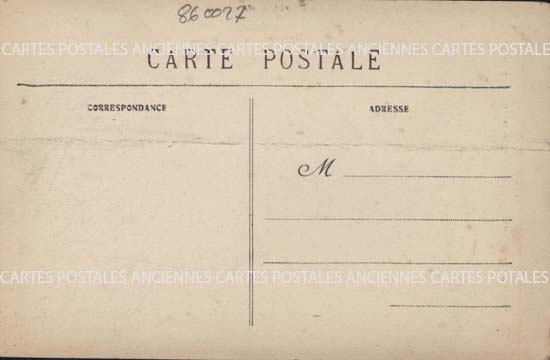 860027
CARTES POSTALES ANCIENNES CARTES POSTALES ANCIENNES CARTES POTALES
CARTE POSTALE
CORRESPONDANCE
ADRESSE
M
CARTES POSTALES ANCIENNES CARTES POSTALES ANCIENNES CARTES POTALES